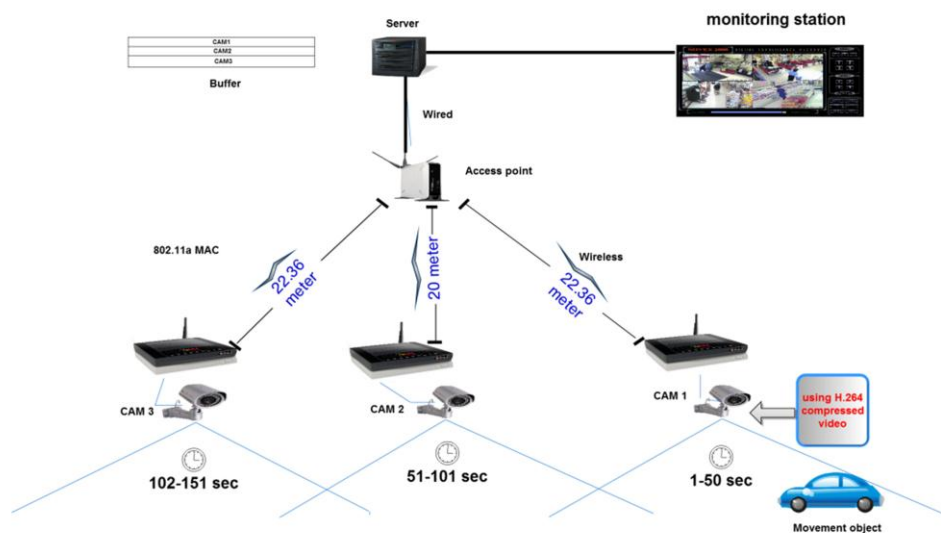 Server
monitoring station
CAM1
CAM2
CAM3
Buffer
Wired
Access point
802.11a MAC
Wireless
22.36
meter
20 meter
22.36
meter
CAM 3
CAM 2
CAM 1
using H.264
compressed
video
102-151 sec
51-101 sec
1-50 sec
Movement object